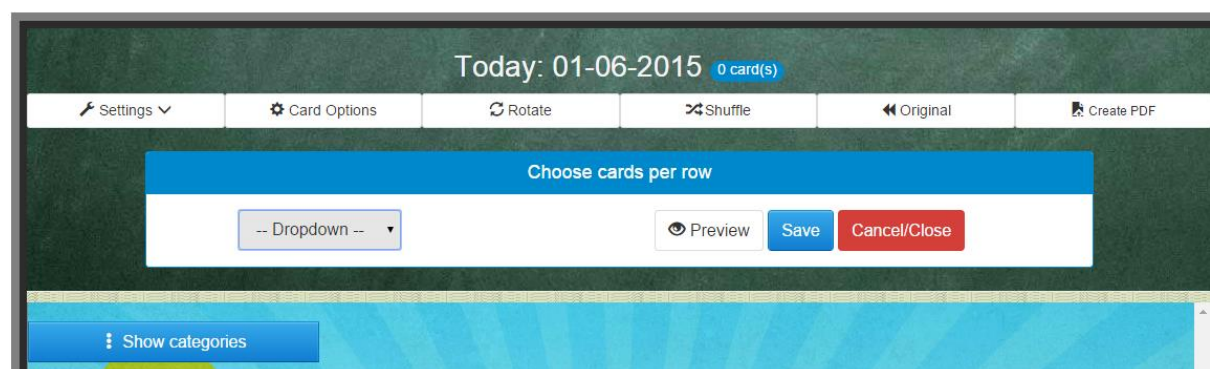 Today: 01-06-2015 0 card(s)
Settings Card Options Rotate Shuffle Original Create PDF
Choose cards per row
-- Dropdown -- Preview Save Cancel/Close
Show categories